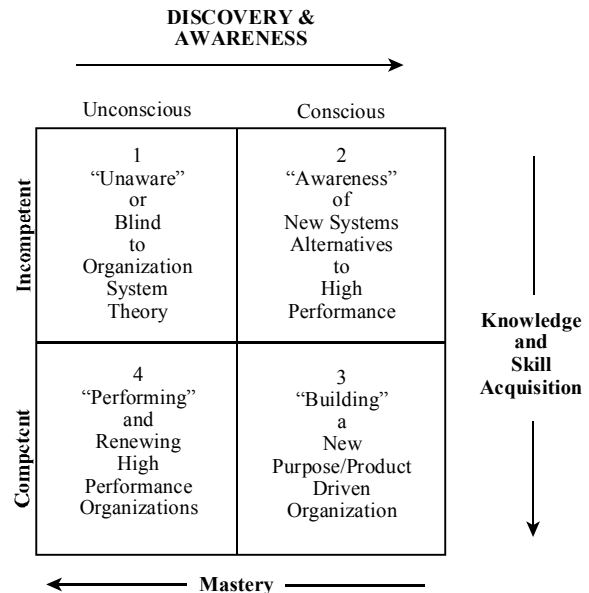 DISCOVERY &
AWARENESS
Unconscious
Conscious
Incompetent
1
“Unaware”
or
Blind
to
Organization
System
Theory
2
“Awareness”
of
New Systems
Alternatives
to
High
Performance
Knowledge
and
Skill
Acquisition
Competent
4
“Performing”
and
Renewing
High
Performance
Organizations
3
“Building”
a
New
Purpose/Product
Driven
Organization
Mastery